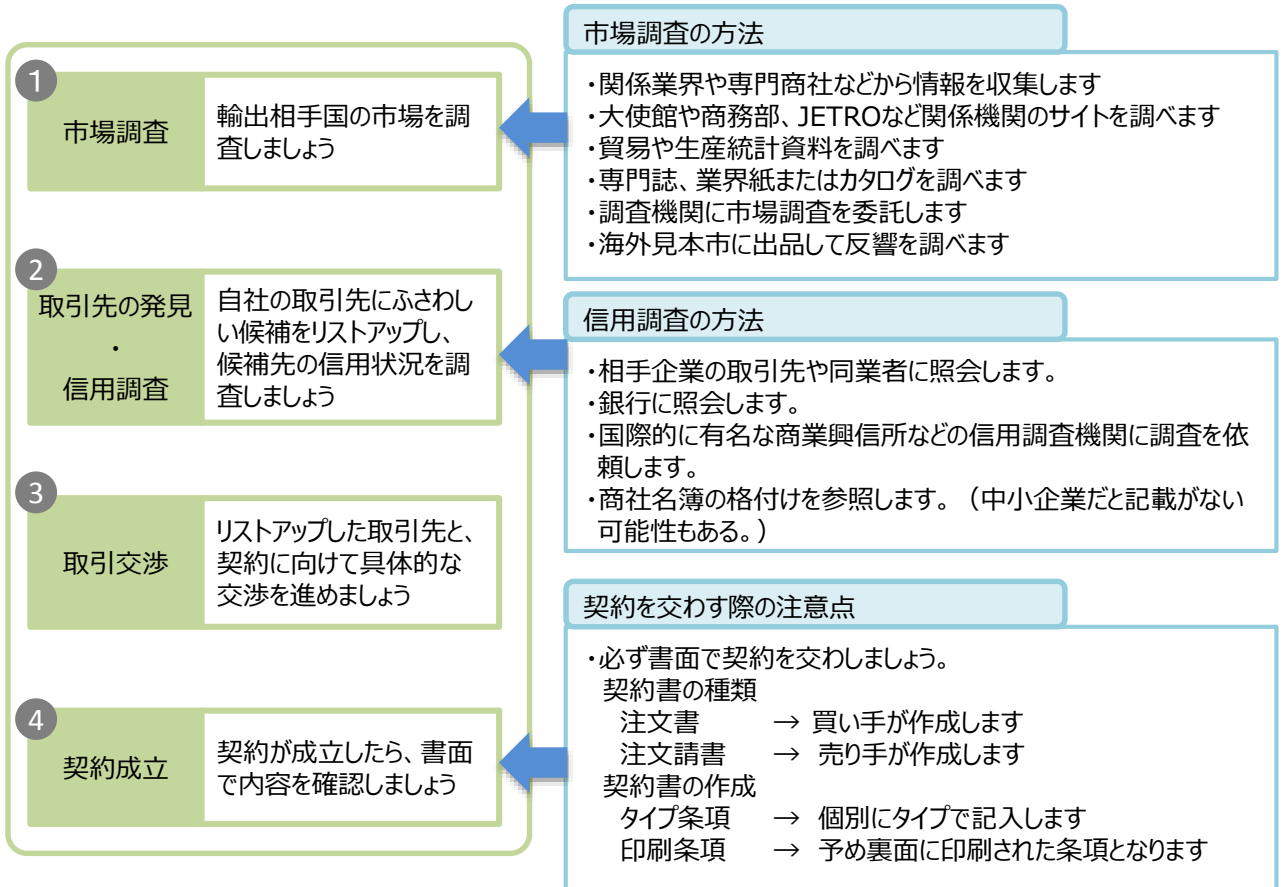 1
市場調査
輸出相手国の市場を調
査しましょう
市場調査の方法
・関係業界や専門商社などから情報を収集します
・大使館や商務部、JETROなど関係機関のサイトを調べます
・貿易や生産統計資料を調べます
・専門誌、業界紙またはカタログを調べます
・調査機関に市場調査を委託します
・海外見本市に出品して反響を調べます
2
取引先の発見
・
信用調査
自社の取引先にふさわし
い候補をリストアップし、
候補先の信用状況を調
査しましょう
信用調査の方法
・相手企業の取引先や同業者に照会します。
・銀行に照会します。
・国際的に有名な商業興信所などの信用調査機関に調査を依
頼します。
・商社名簿の格付けを参照します。（中小企業だと記載がない
可能性もある。）
3
取引交渉
リストアップした取引先と、
契約に向けて具体的な
交渉を進めましょう
4
契約成立
契約が成立したら、書面
で内容を確認しましょう
契約を交わす際の注意点
・必ず書面で契約を交わしましょう。
契約書の種類
注文書 → 買い手が作成します
注文請書 → 売り手が作成します
契約書の作成
タイプ条項 → 個別にタイプで記入します
印刷条項 → 予め裏面に印刷された条項となります